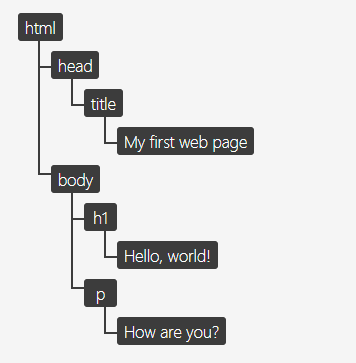 html
head
title
My first web page
body
h1
Hello, world!
p
How are you?